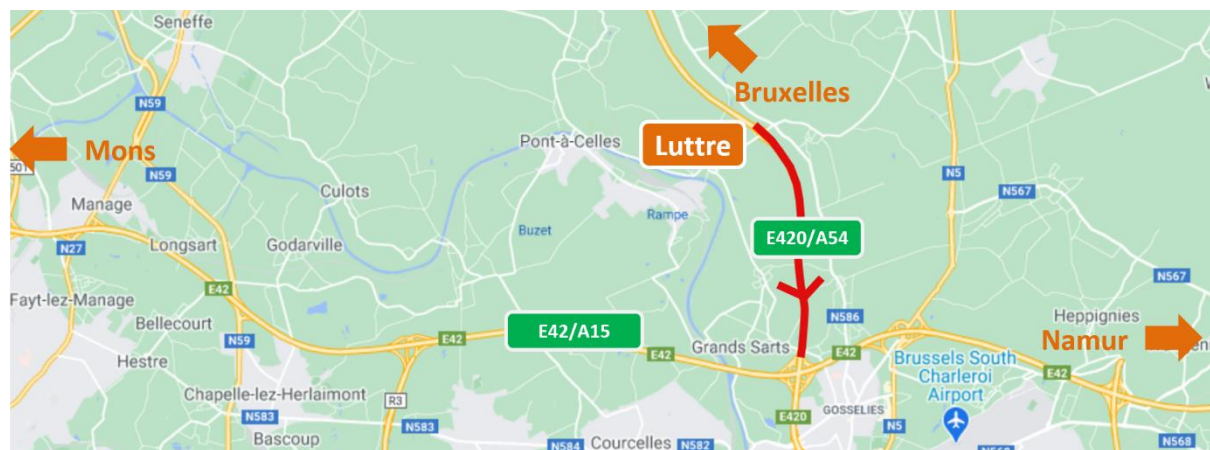 Seneffe
Bruxelles
N59
Luttre
Mons
Pont-à-Celles
N5
N59
Culots
N567
Manage
Rampe
Buzet
E420/A54
Longsart
Godarville
N27
N567
E42
Fayt-lez-Manage
N586
Heppignies
Bellecourt
E42/A15
N59
E42
Grands Sarts
E42
E42
Namur
Hestre
Brussels South
Charleroi
Airport
E42
Chapelle-lez-Herlaimont
R3
E420
GOSSELIES
N583
N583
N5
Bascoup
N584
Courcelles
N582
N568